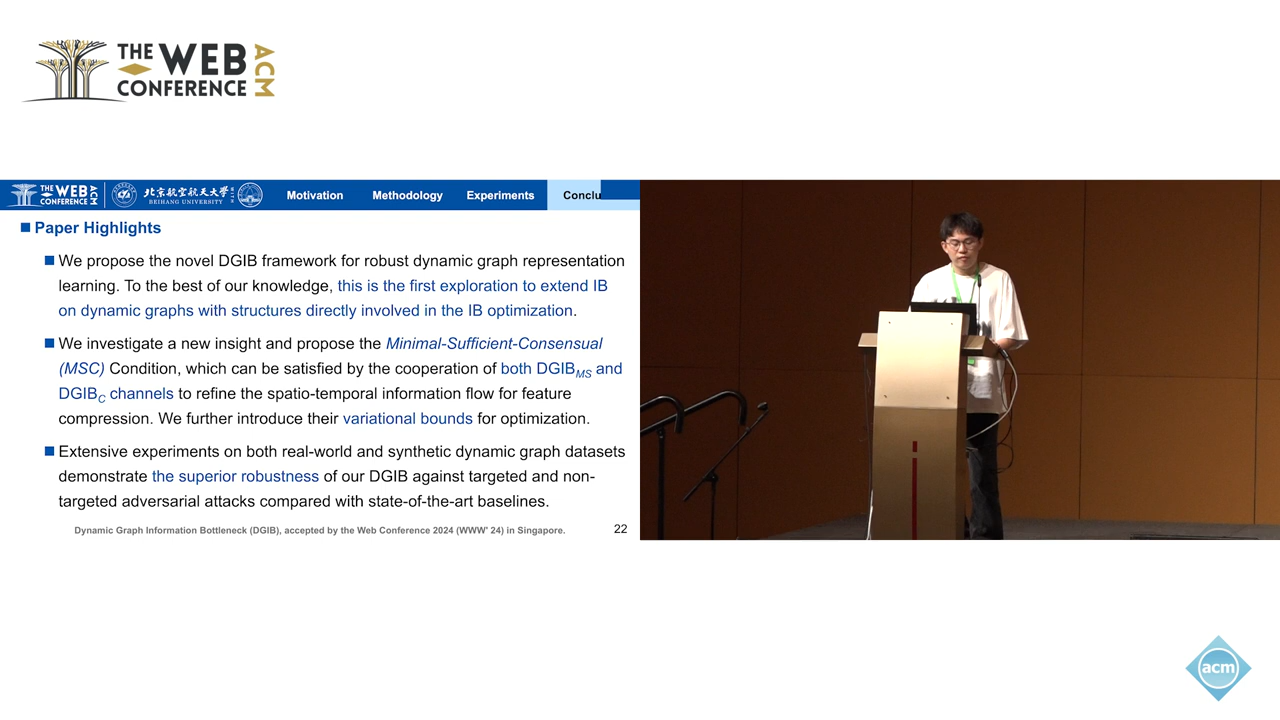 THE WEB CONFERENCE ACM
THE WEB CONFERENCE ACM
北京航空航天大学
BEIHANG UNIVERSITY
Motivation
Methodology
Experiments
Conclu
Paper Highlights
We propose the novel DGIB framework for robust dynamic graph representation
learning. To the best of our knowledge, this is the first exploration to extend IB
on dynamic graphs with structures directly involved in the IB optimization.
We investigate a new insight and propose the Minimal-Sufficient-Consensual
(MSC) Condition, which can be satisfied by the cooperation of both DGIBMS and
DGIBC channels to refine the spatio-temporal information flow for feature
compression. We further introduce their variational bounds for optimization.
Extensive experiments on both real-world and synthetic dynamic graph datasets
demonstrate the superior robustness of our DGIB against targeted and non-
targeted adversarial attacks compared with state-of-the-art baselines.
Dynamic Graph Information Bottleneck (DGIB), accepted by the Web Conference 2024 (WWW' 24) in Singapore.
22
acm